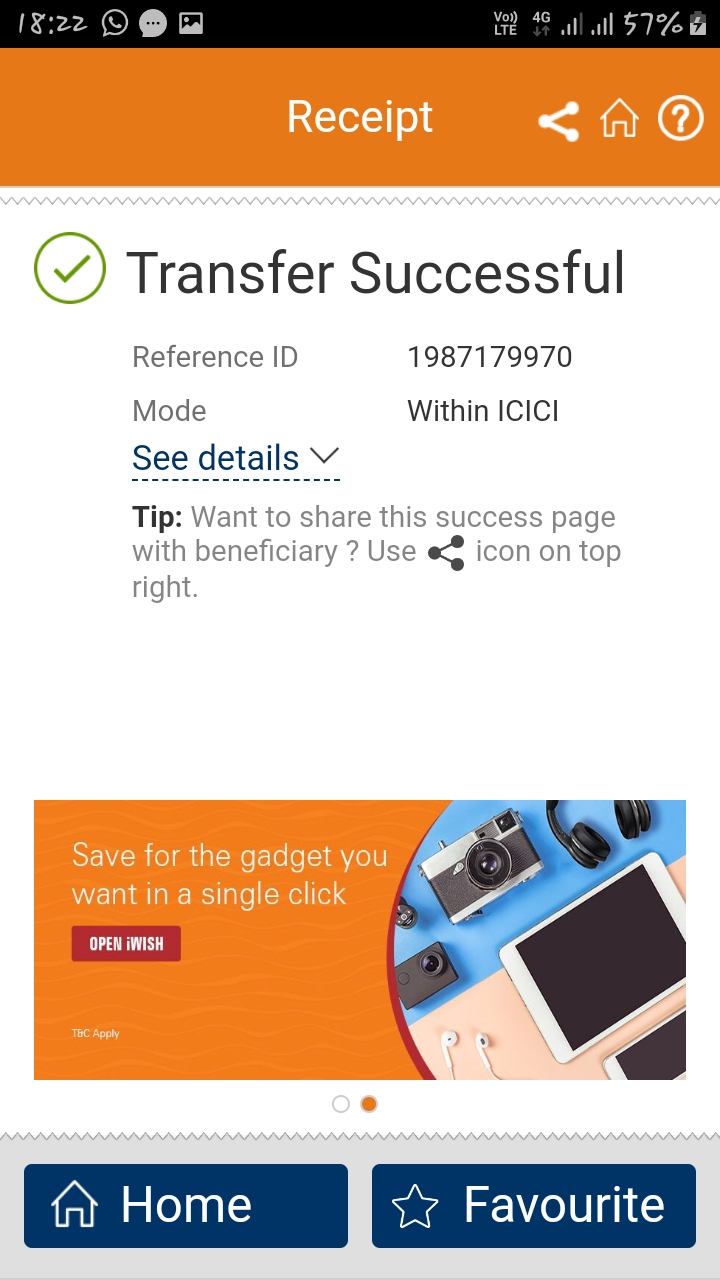 18:22
Vo))
LTE
4G
57%
Receipt
Transfer Successful
Reference ID 1987179970
Mode Within ICICI
See details
Tip: Want to share this success page
with beneficiary ? Use icon on top
right.
Save for the gadget you
want in a single click
OPEN iWISH
T&C Apply
Home
Favourite